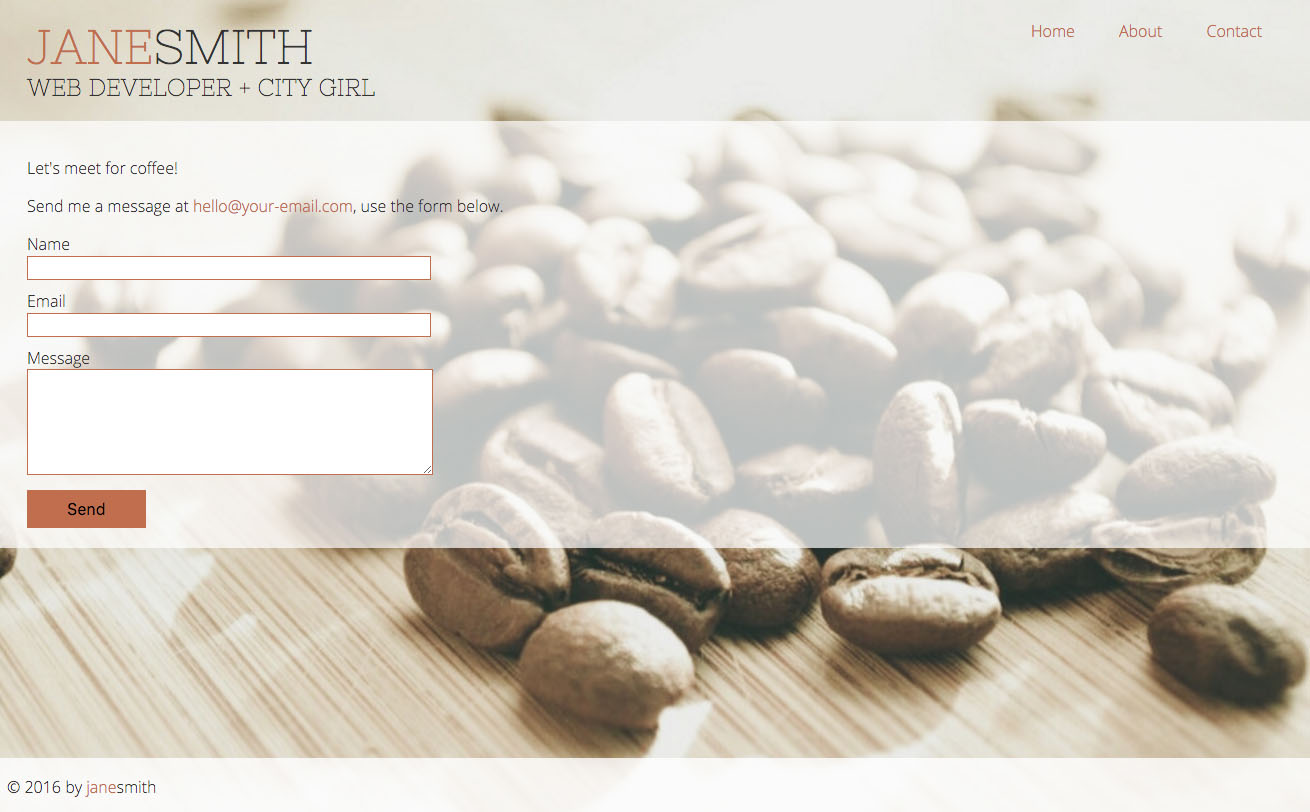 JANESMITH
WEB DEVELOPER + CITY GIRL
Home About Contact
Let's meet for coffee!
Send me a message at hello@your-email.com, use the form below.
Name
Email
Message
Send
© 2016 by janesmith